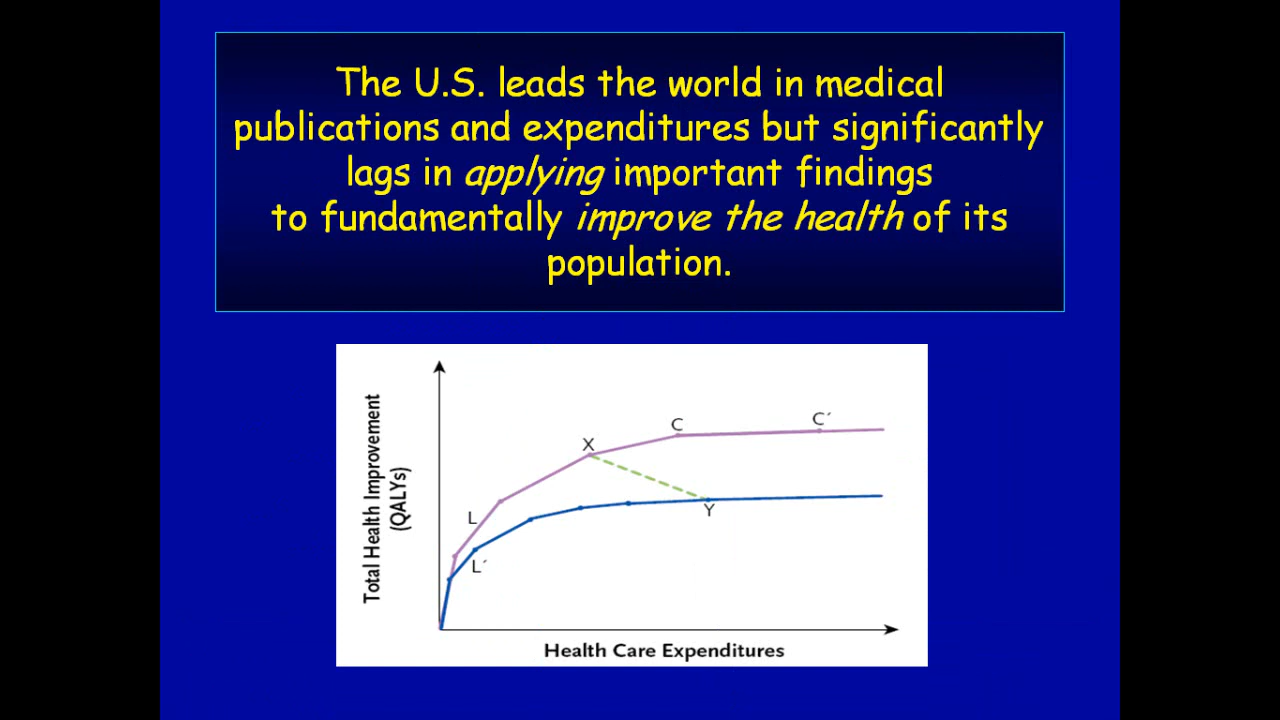 The U.S. leads the world in medical
publications and expenditures but significantly
lags in applying important findings
to fundamentally improve the health of its
population.
Total Health Improvement
(QALYs)
X
C
C´
L
L´
Y
Health Care Expenditures